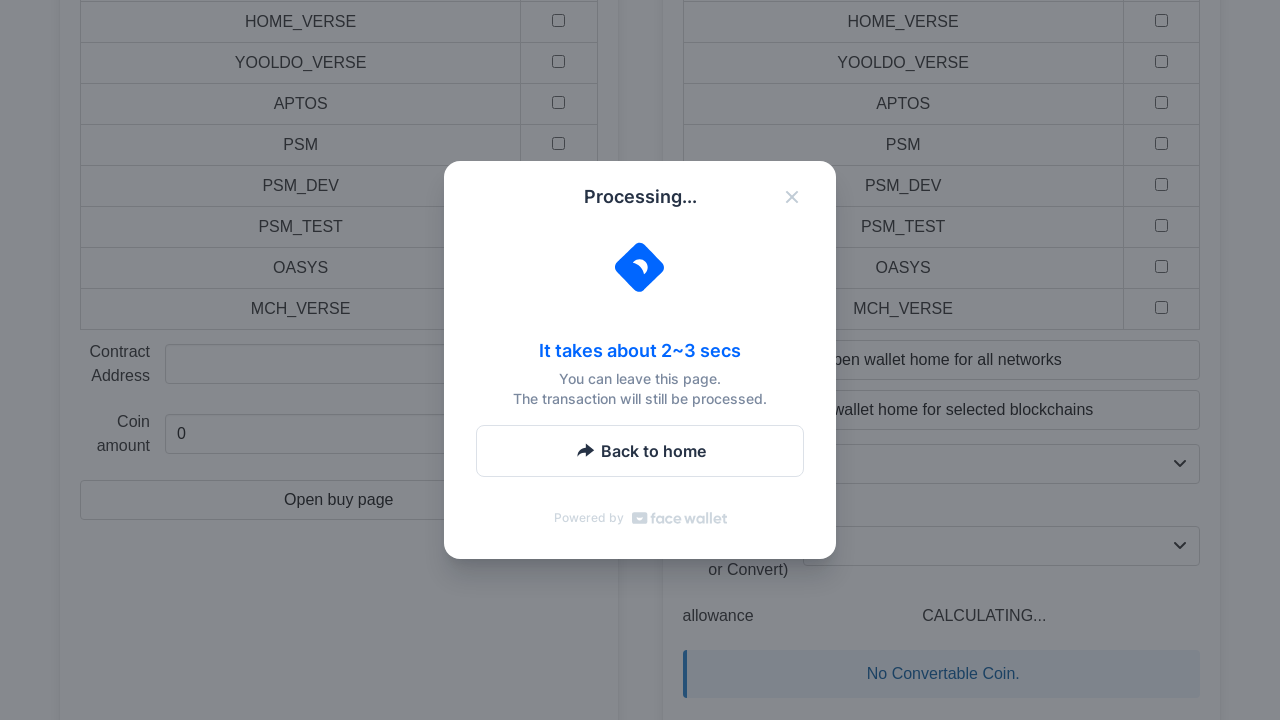 HOME_VERSE
YOOLDO_VERSE
APTOS
PSM
PSM_DEV
PSM_TEST
OASYS
MCH_VERSE
Contract
Address
Coin
amount
0
Open buy page
HOME_VERSE
YOOLDO_VERSE
APTOS
PSM
PSM_DEV
PSM_TEST
OASYS
MCH_VERSE
pen wallet home for all networks
wallet home for selected blockchains
or Convert)
allowance
CALCULATING...
No Convertable Coin.
Processing...
It takes about 2~3 secs
You can leave this page.
The transaction will still be processed.
Back to home
Powered by face wallet